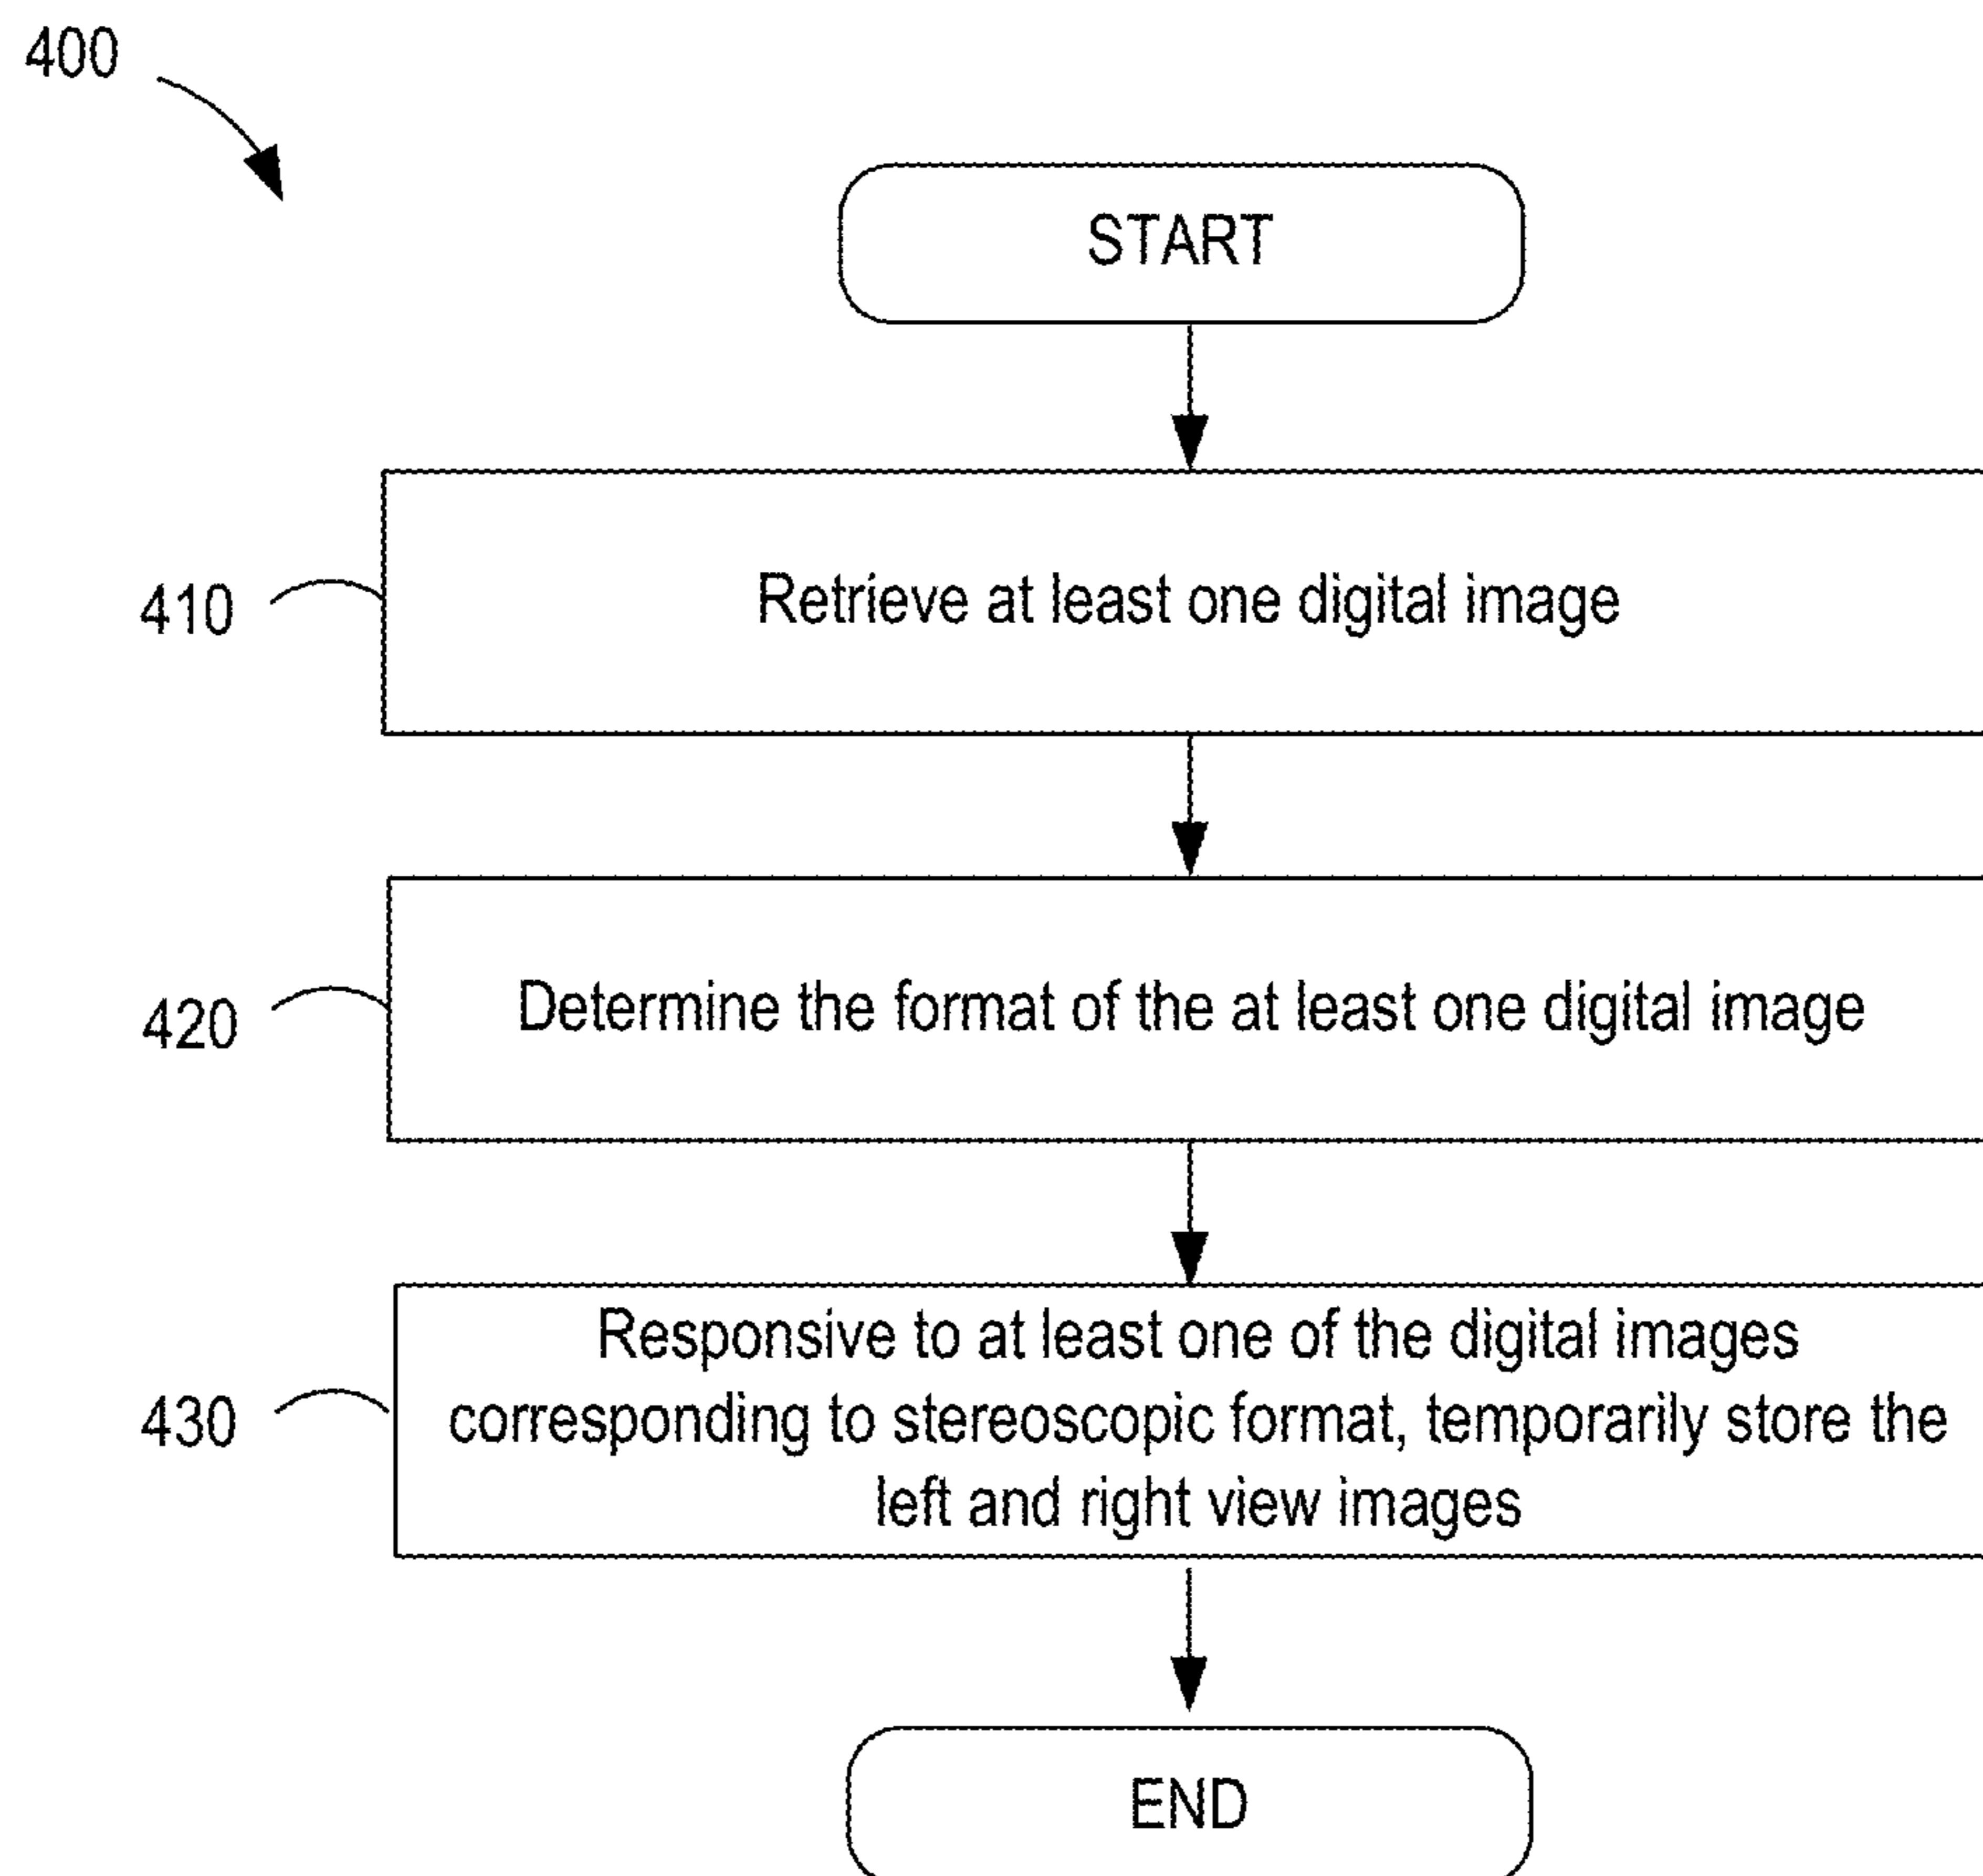 400
START
410
Retrieve at least one digital image
420
Determine the format of the at least one digital image
430
Responsive to at least one of the digital images
corresponding to stereoscopic format, temporarily store the
left and right view images
END